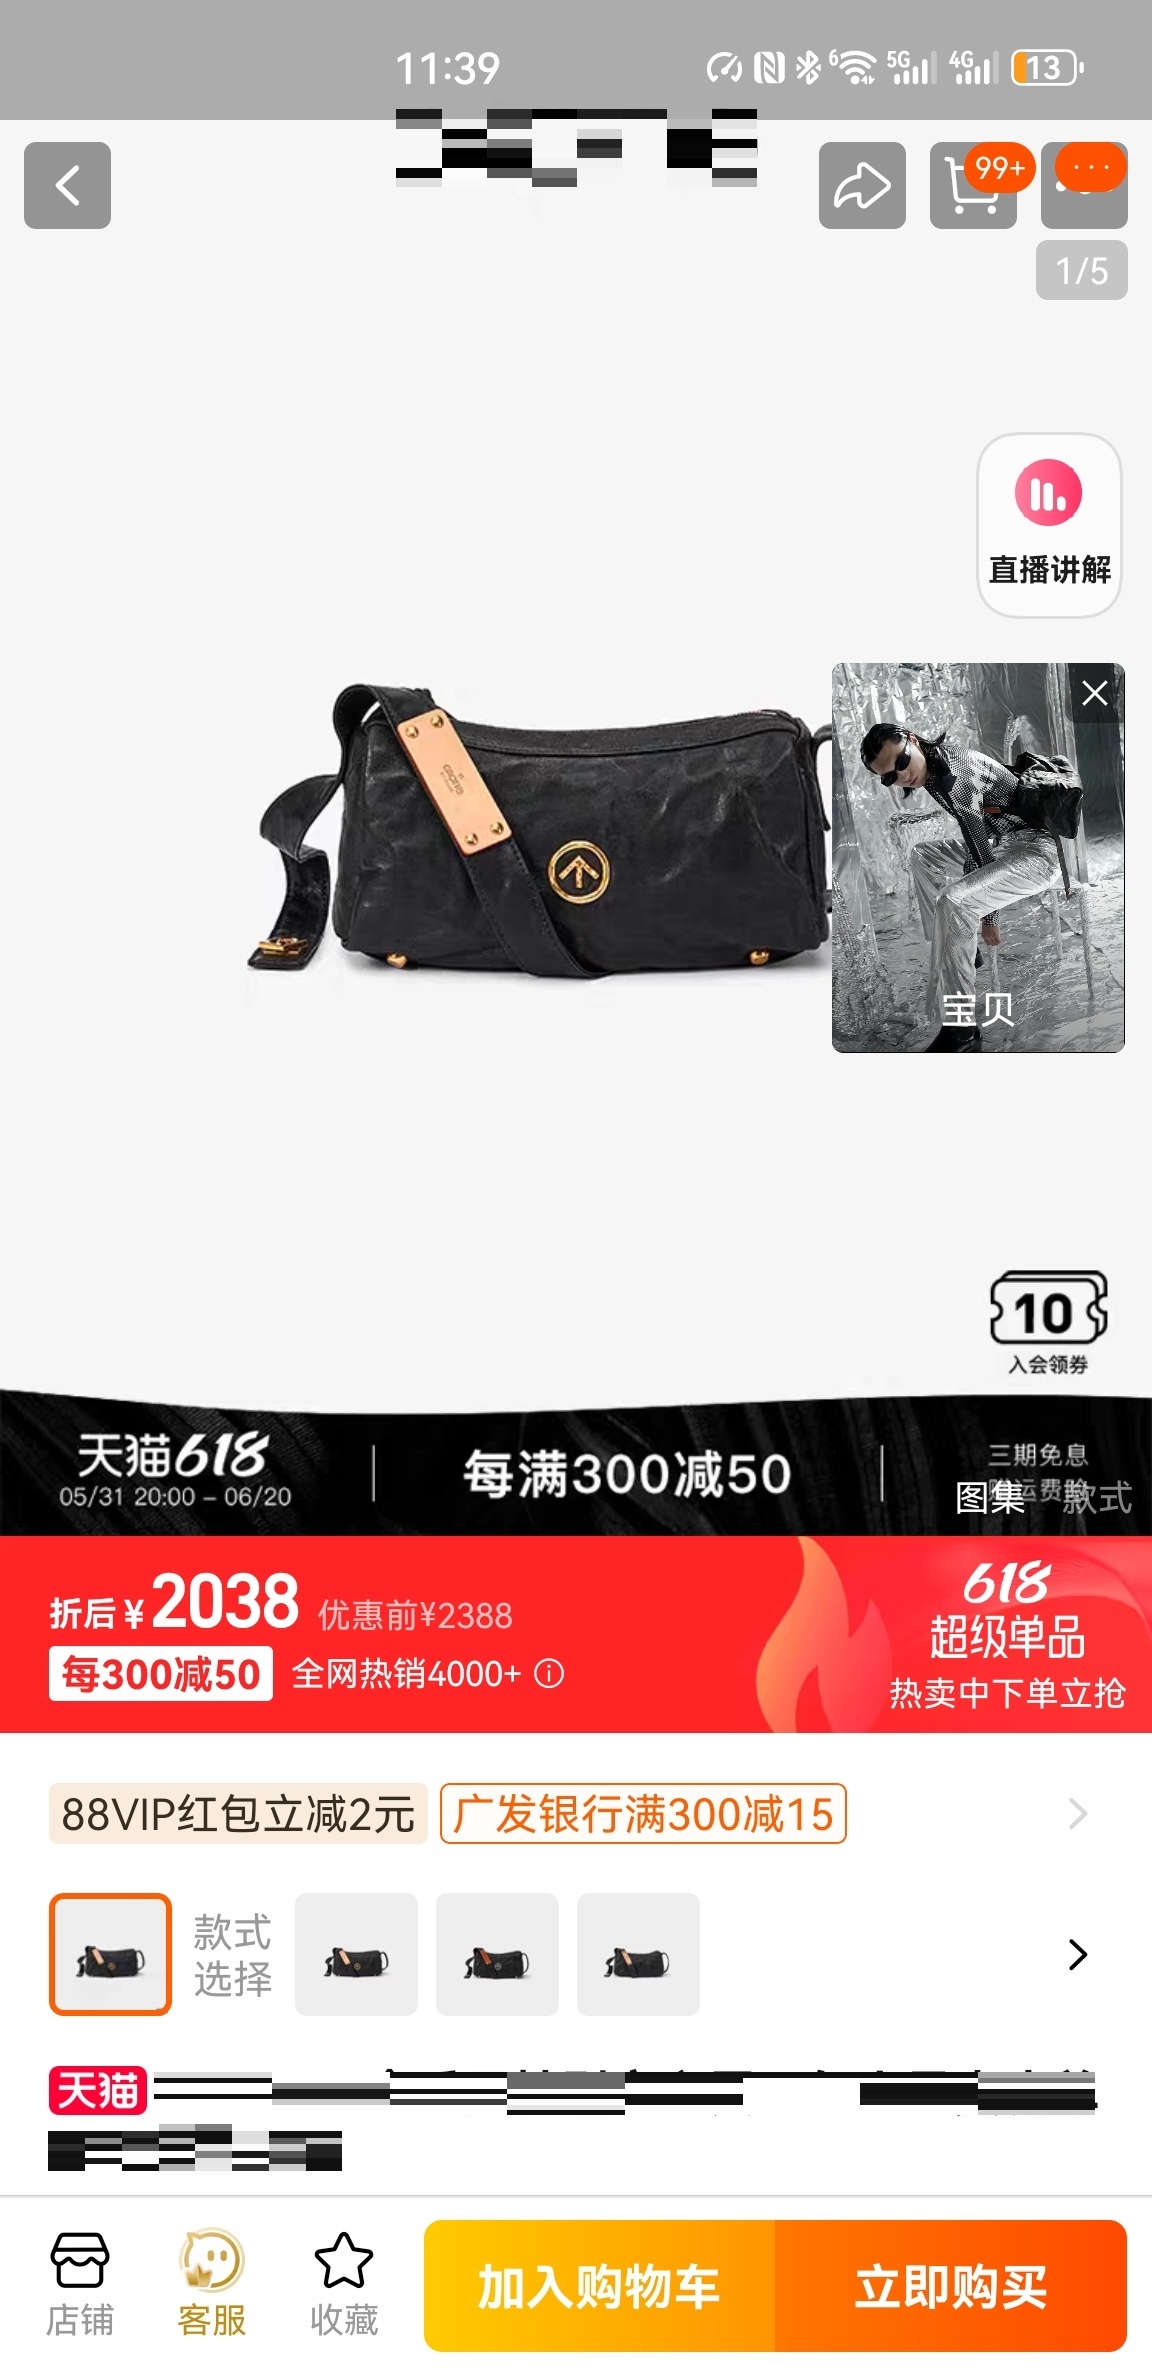 11:39
6 5G 4G 13
99+
1/5
直播讲解
宝贝
10
入会领券
天猫618
05/31 20:00 - 06/20
每满300减50
三期免息
图集 款式
折后¥2038 优惠前¥2388
每300减50 全网热销4000+
618
超级单品
热卖中下单立抢
88VIP红包立减2元 广发银行满300减15
款式
选择
天猫
店铺 客服 收藏 加入购物车 立即购买